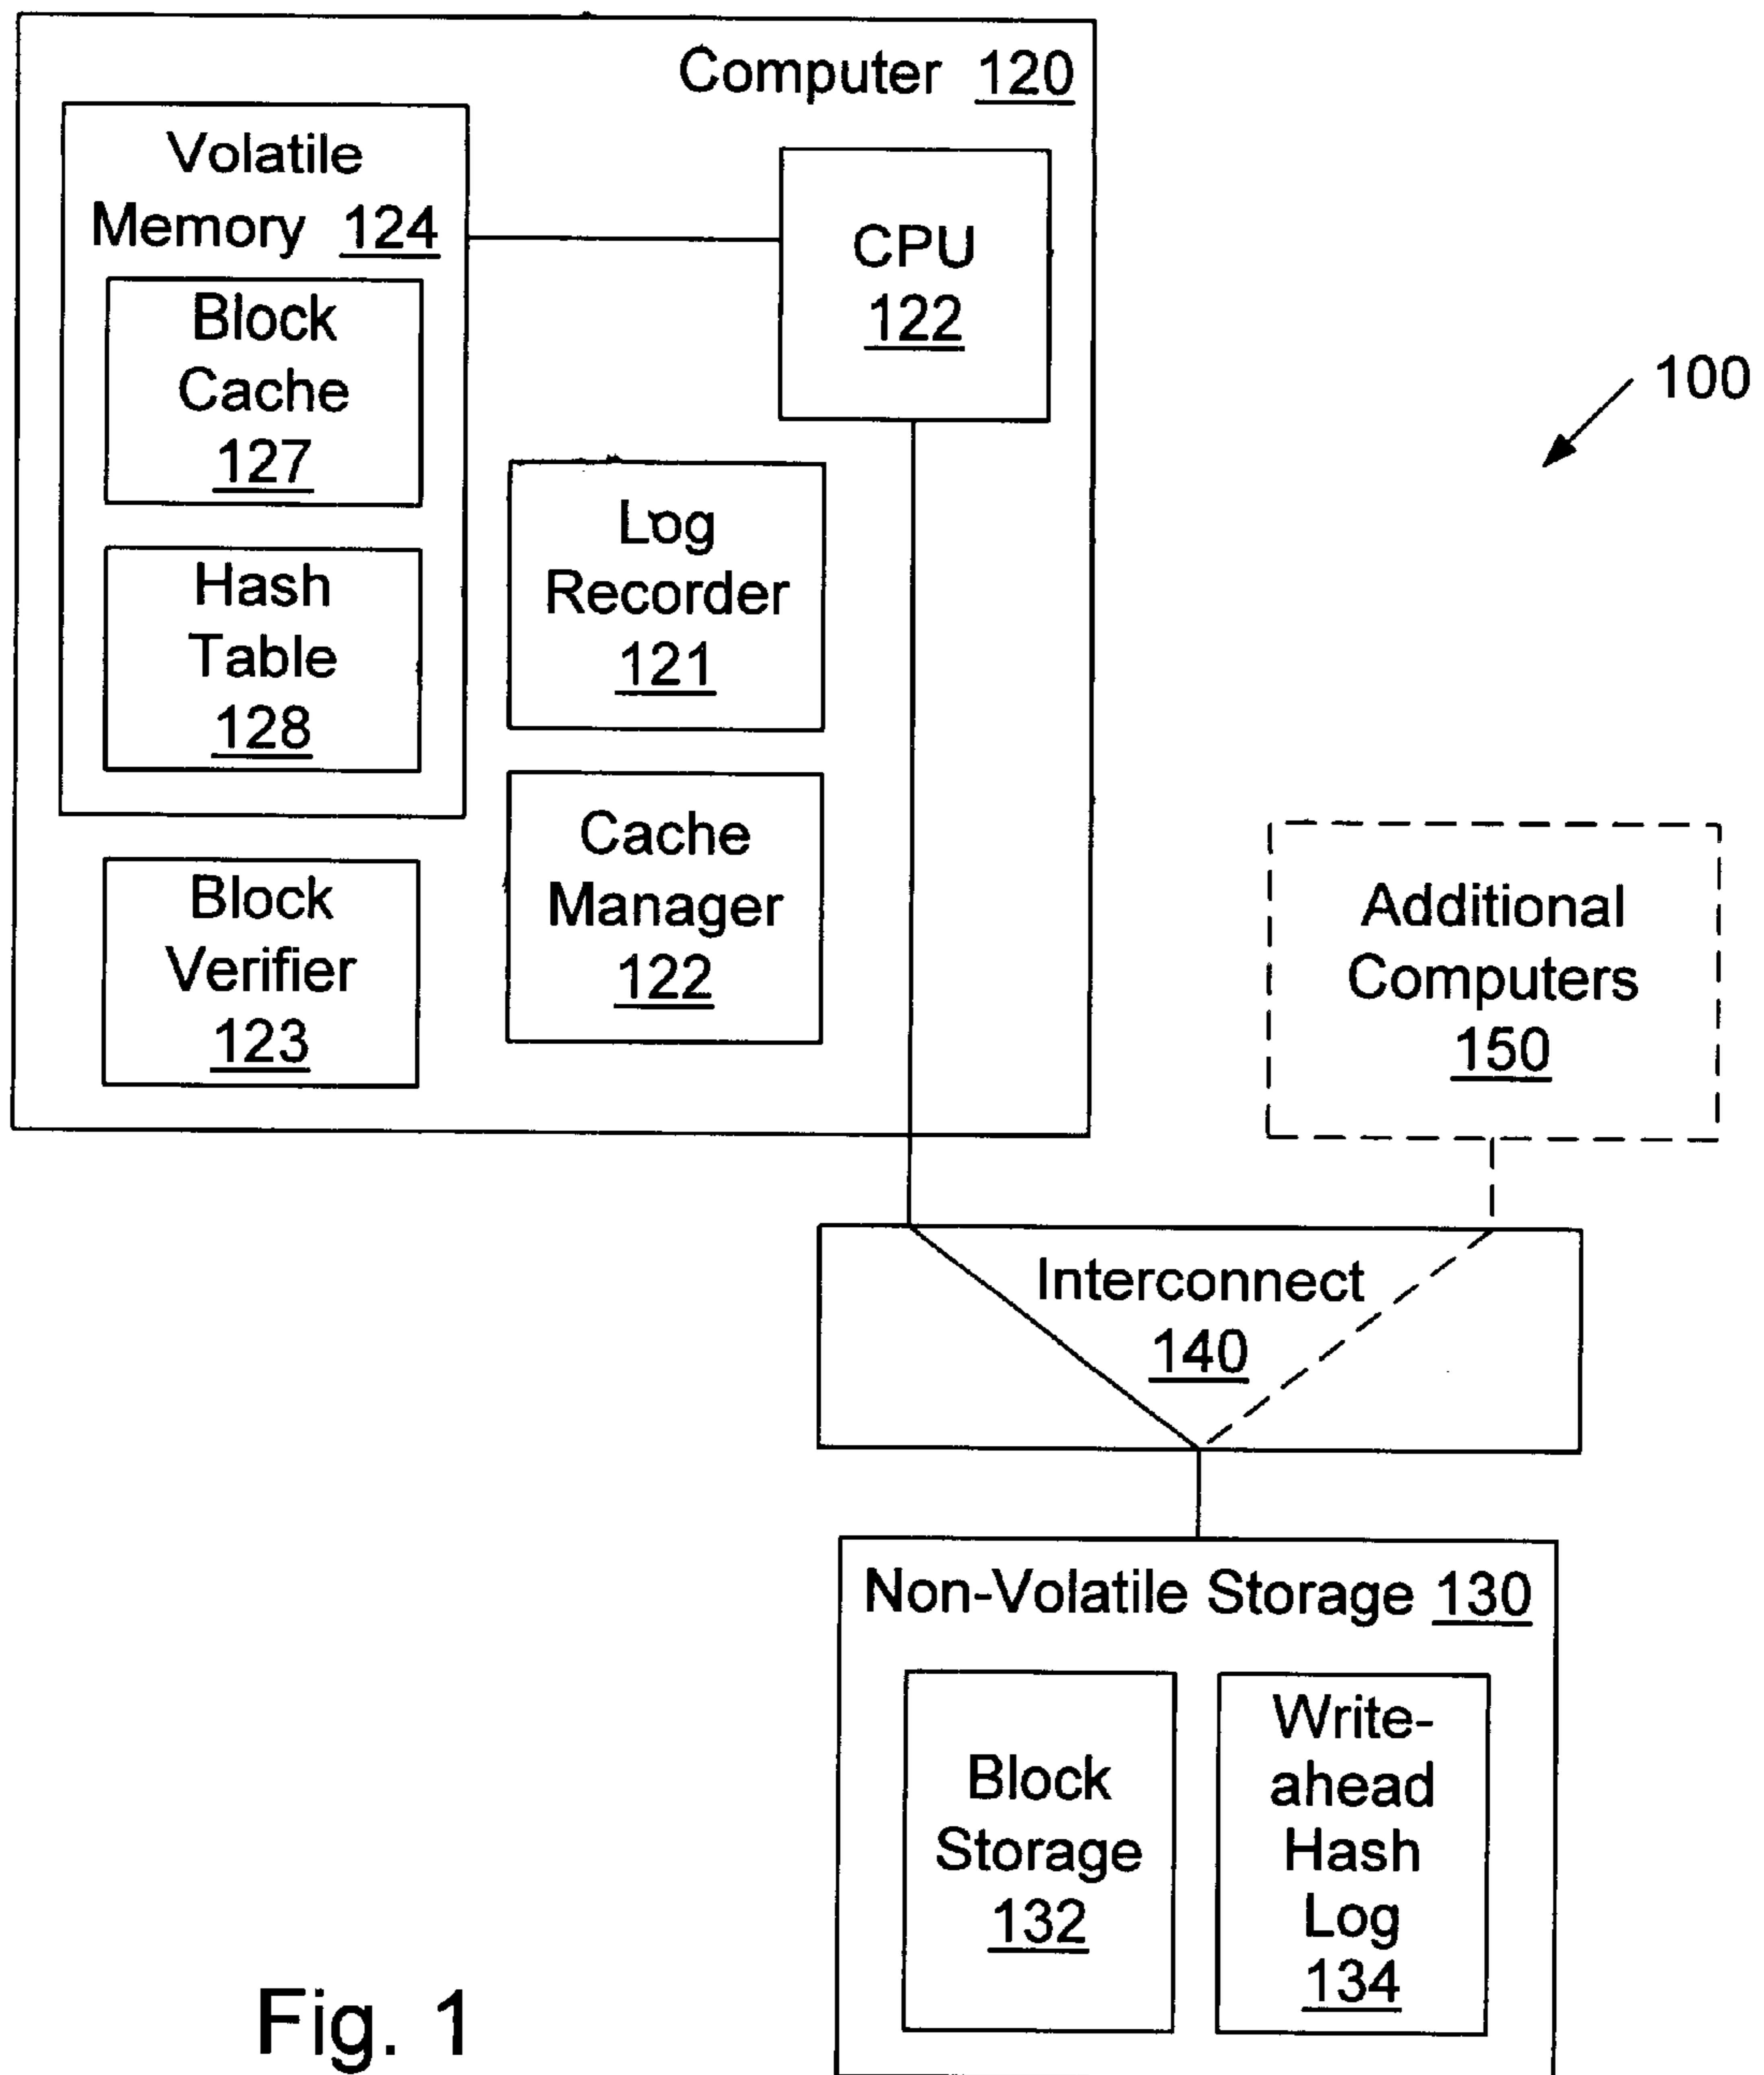 Computer 120
Volatile
Memory 124
CPU
122
Block
Cache
127
100
Log
Recorder
121
Hash
Table
128
Cache
Manager
122
Block
Verifier
123
Additional
Computers
150
Interconnect
140
Non-Volatile Storage 130
Block
Storage
132
Write-
ahead
Hash
Log
134
Fig. 1